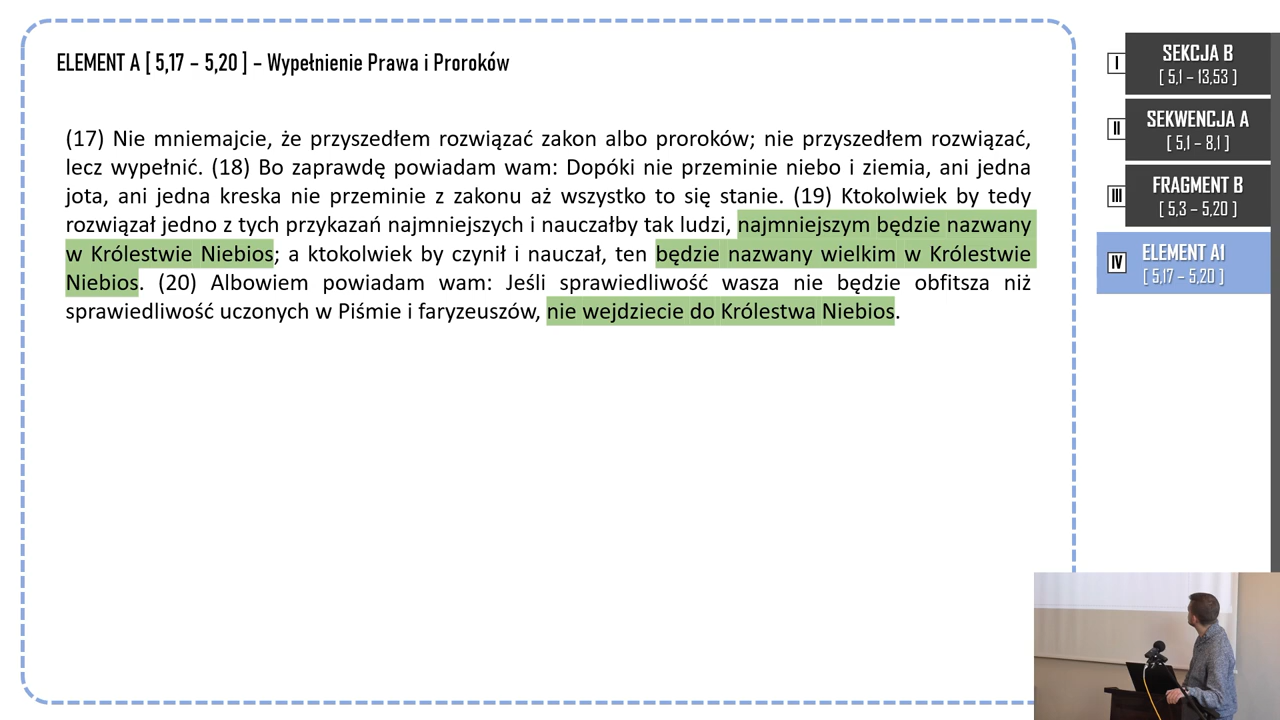 ELEMENT A [ 5,17 – 5,20 ] – Wypełnienie Prawa i Proroków
(17) Nie mniemajcie, że przyszedłem rozwiązać zakon albo proroków; nie przyszedłem rozwiązać,
lecz wypełnić. (18) Bo zaprawdę powiadam wam: Dopóki nie przeminie niebo i ziemia, ani jedna
jota, ani jedna kreska nie przeminie z zakonu aż wszystko to się stanie. (19) Ktokolwiek by tedy
rozwiązał jedno z tych przykazań najmniejszych i nauczałby tak ludzi, najmniejszym będzie nazwany
w Królestwie Niebios; a ktokolwiek by czynił i nauczał, ten będzie nazwany wielkim w Królestwie
Niebios. (20) Albowiem powiadam wam: Jeśli sprawiedliwość wasza nie będzie obfitsza niż
sprawiedliwość uczonych w Piśmie i faryzeuszów, nie wejdziecie do Królestwa Niebios.
I SEKCJA B
[ 5,1 – 13,53 ]
II SEKWENCJA A
[ 5,1 – 8,1 ]
III FRAGMENT B
[ 5,3 – 5,20 ]
IV ELEMENT A1
[ 5,17 – 5,20 ]